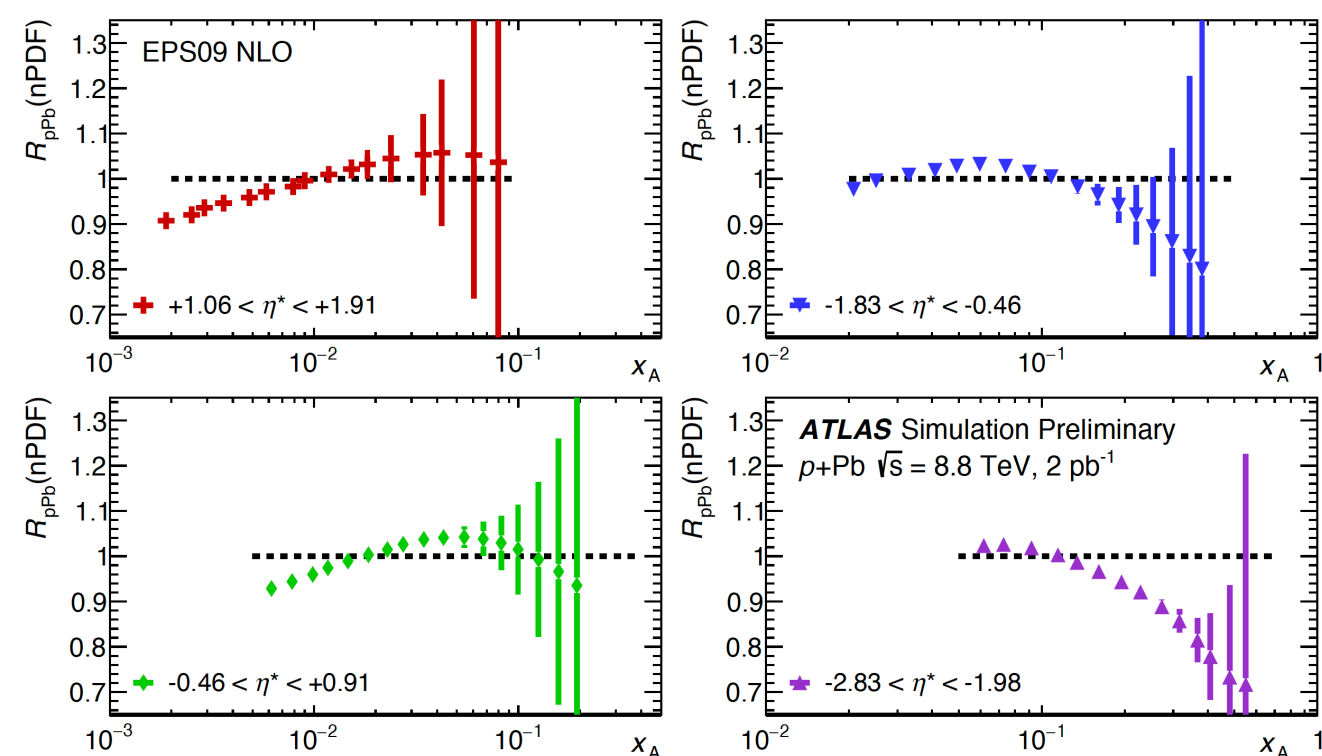 EPS09 NLO
R_pPb(nPDF)
1.3
1.2
1.1
1
0.9
0.8
0.7
+1.06 < η* < +1.91
10⁻³ 10⁻² 10⁻¹ x_A
R_pPb(nPDF)
1.3
1.2
1.1
1
0.9
0.8
0.7
-1.83 < η* < -0.46
10⁻² 10⁻¹ x_A 1
R_pPb(nPDF)
1.3
1.2
1.1
1
0.9
0.8
0.7
-0.46 < η* < +0.91
10⁻³ 10⁻² 10⁻¹ x_A
R_pPb(nPDF)
ATLAS Simulation Preliminary
p+Pb √s = 8.8 TeV, 2 pb⁻¹
1.3
1.2
1.1
1
0.9
0.8
0.7
-2.83 < η* < -1.98
10⁻² 10⁻¹ x_A 1